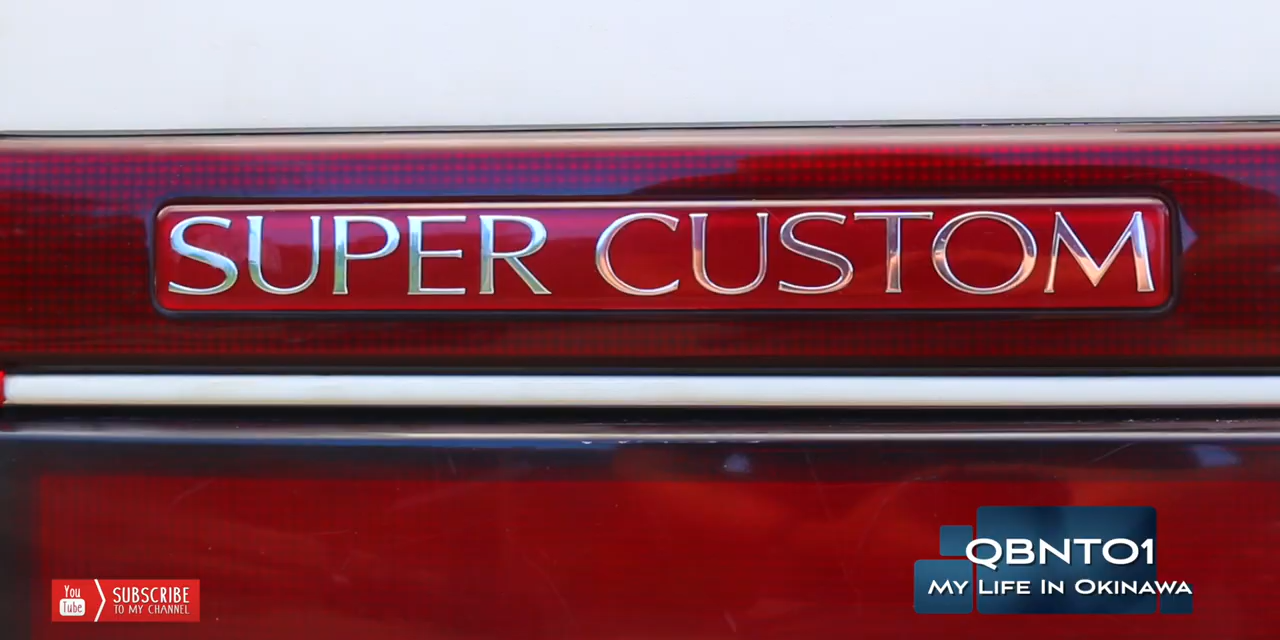 SUPER CUSTOM
QBNTO1
MY LIFE IN OKINAWA
You
Tube
SUBSCRIBE
TO MY CHANNEL